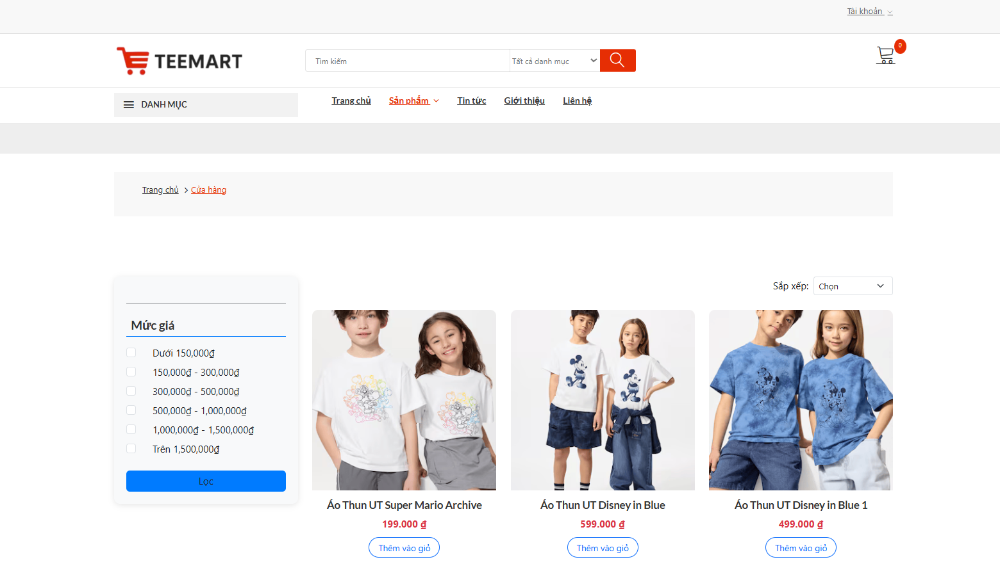 Tài khoản
TEEMART
Tìm kiếm
Tất cả danh mục
0
DANH MỤC
Trang chủ
Sản phẩm
Tin tức
Giới thiệu
Liên hệ
Trang chủ > Cửa hàng
Sắp xếp: Chọn
Mức giá
Dưới 150,000₫
150,000₫ - 300,000₫
300,000₫ - 500,000₫
500,000₫ - 1,000,000₫
1,000,000₫ - 1,500,000₫
Trên 1,500,000₫
Lọc
Áo Thun UT Super Mario Archive
199.000 ₫
Thêm vào giỏ
Áo Thun UT Disney in Blue
599.000 ₫
Thêm vào giỏ
Áo Thun UT Disney in Blue 1
499.000 ₫
Thêm vào giỏ